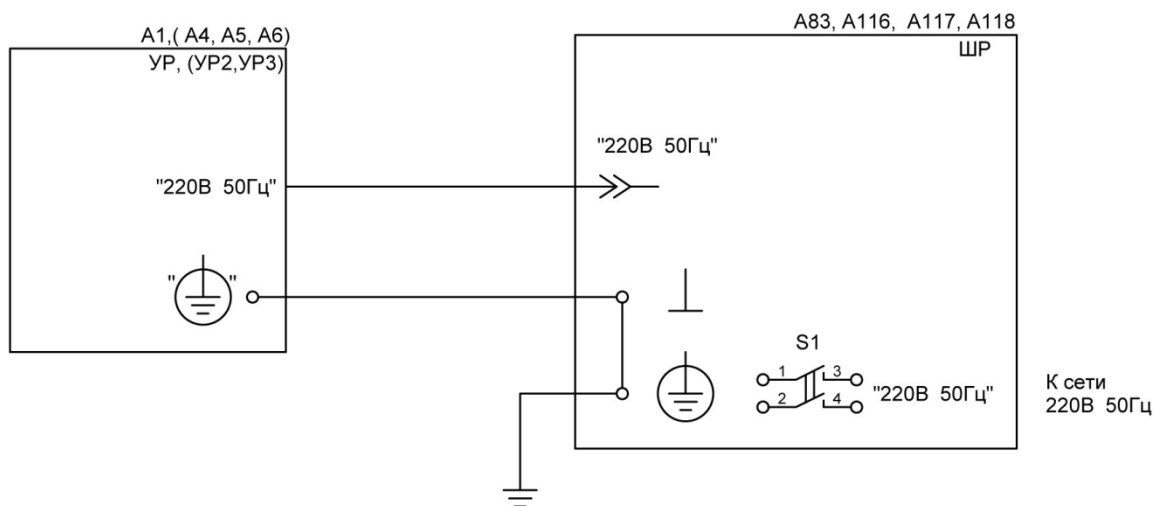 А1,( А4, А5, А6)
УР, (УР2,УР3)
"220В 50Гц"
" "
А83, А116, А117, А118
ШР
"220В 50Гц"
S1
1 3
2 4
"220В 50Гц"
К сети
220В 50Гц